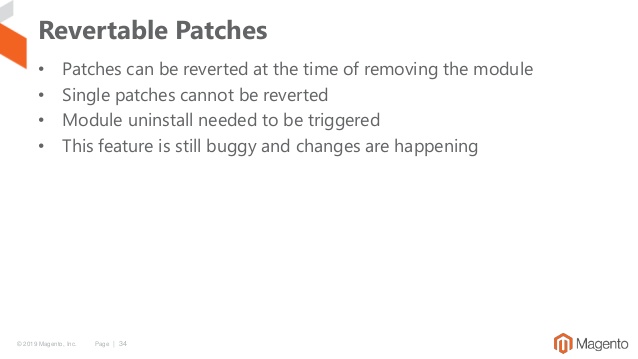 Revertable Patches
• Patches can be reverted at the time of removing the module
• Single patches cannot be reverted
• Module uninstall needed to be triggered
• This feature is still buggy and changes are happening
© 2019 Magento, Inc. Page | 34
Magento